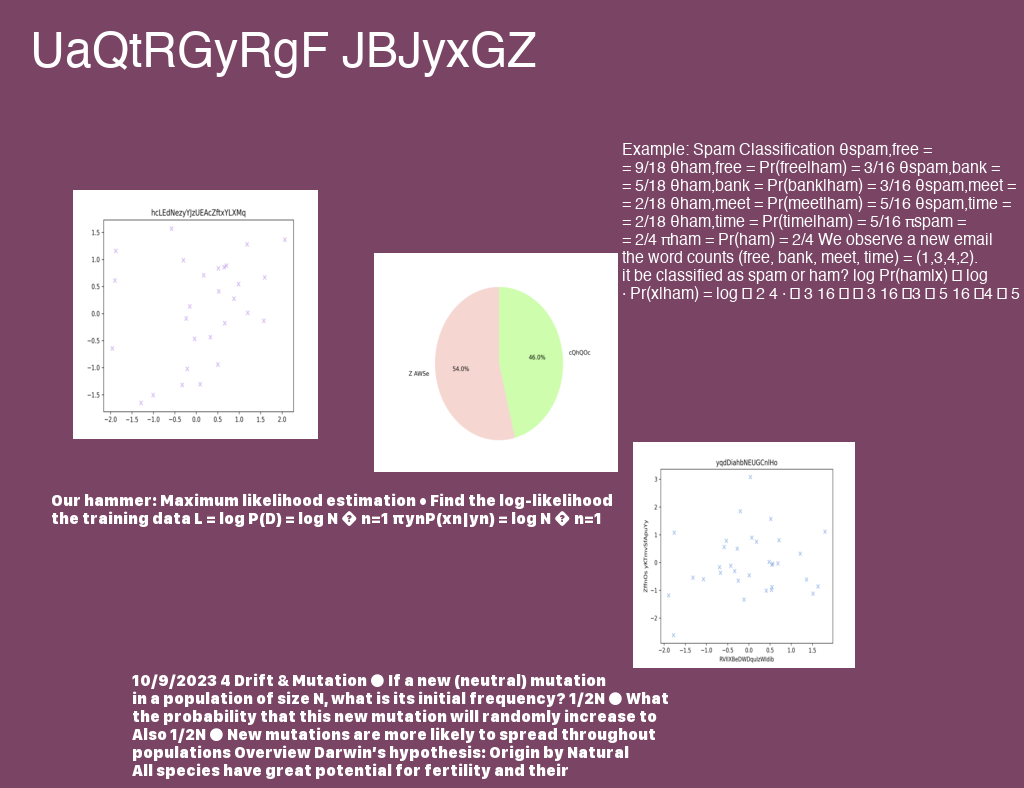 UaQtRGyRgF JBJyxGZ
Example: Spam Classification θspam,free =
= 9/18 θham,free = Pr(free|ham) = 3/16 θspam,bank =
= 5/18 θham,bank = Pr(bank|ham) = 3/16 θspam,meet =
= 2/18 θham,meet = Pr(meet|ham) = 5/16 θspam,time =
= 2/18 θham,time = Pr(time|ham) = 5/16 πspam =
= 2/4 πham = Pr(ham) = 2/4 We observe a new email
the word counts (free, bank, meet, time) = (1,3,4,2).
it be classified as spam or ham? log Pr(ham|x) □ log
· Pr(x|ham) = log □ 2 4 · □ 3 16 □ □ 3 16 □3 □ 5 16 □4 □ 5
hcLEdNezyYJzUEAcZftxYLXMq
1.5
1.0
0.5
0.0
−0.5
−1.0
−1.5
−2.0 −1.5 −1.0 −0.5 0.0 0.5 1.0 1.5 2.0
cQhQOc
46.0%
54.0%
Z AWSe
Our hammer: Maximum likelihood estimation • Find the log-likelihood
the training data L = log P(D) = log N � n=1 πynP(xn|yn) = log N � n=1
yqdDiahbNEUGCnlHo
3
2
1
0
−1
−2
−2.0 −1.5 −1.0 −0.5 0.0 0.5 1.0 1.5
10/9/2023 4 Drift & Mutation ● If a new (neutral) mutation
in a population of size N, what is its initial frequency? 1/2N ● What
the probability that this new mutation will randomly increase to
Also 1/2N ● New mutations are more likely to spread throughout
populations Overview Darwin’s hypothesis: Origin by Natural
All species have great potential for fertility and their